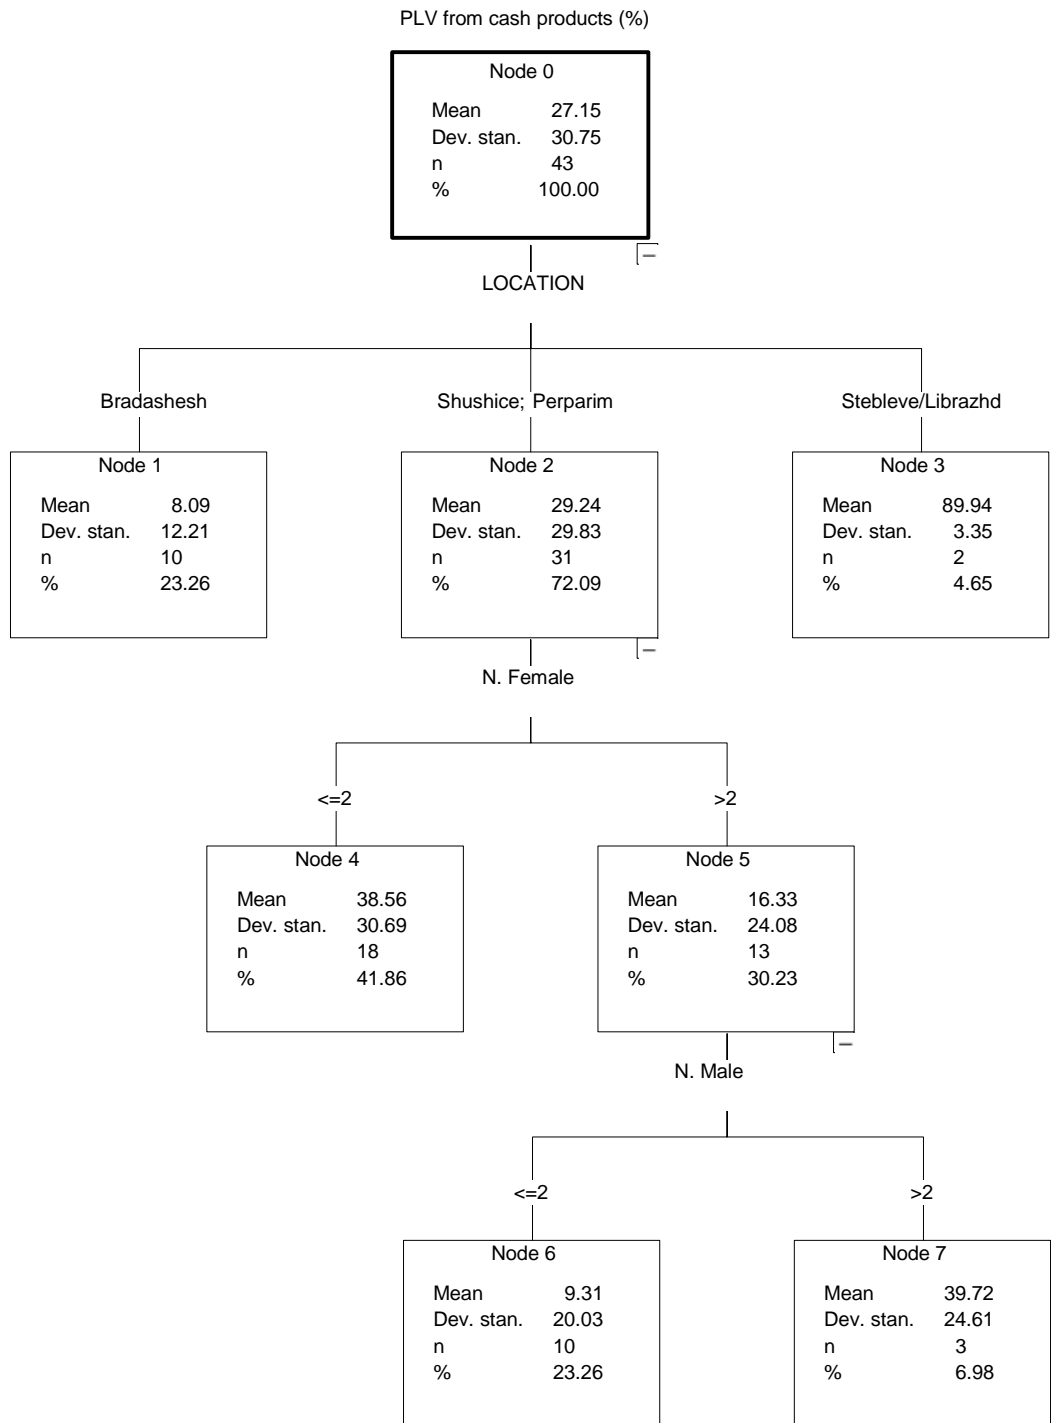 PLV from cash products (%)
Node 0
Mean 27.15
Dev. stan. 30.75
n 43
% 100.00
LOCATION
Bradashesh
Shushice; Perparim
Stebleve/Librazhd
Node 1
Mean 8.09
Dev. stan. 12.21
n 10
% 23.26
Node 2
Mean 29.24
Dev. stan. 29.83
n 31
% 72.09
Node 3
Mean 89.94
Dev. stan. 3.35
n 2
% 4.65
N. Female
<=2
>2
Node 4
Mean 38.56
Dev. stan. 30.69
n 18
% 41.86
Node 5
Mean 16.33
Dev. stan. 24.08
n 13
% 30.23
N. Male
<=2
>2
Node 6
Mean 9.31
Dev. stan. 20.03
n 10
% 23.26
Node 7
Mean 39.72
Dev. stan. 24.61
n 3
% 6.98